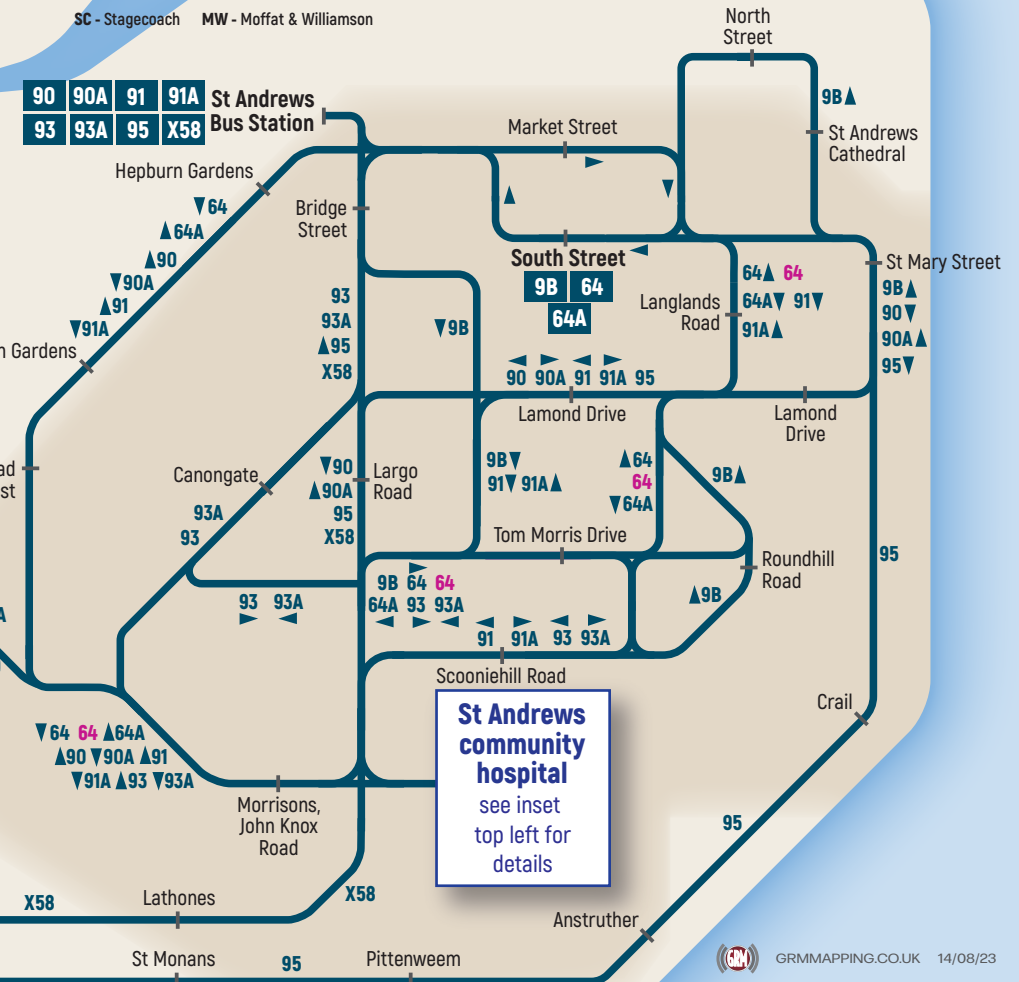 SC - Stagecoach MW - Moffat & Williamson
North
Street
90 90A 91 91A
93 93A 95 X58
St Andrews
Bus Station
9B▲
Market Street
►
St Andrews
Cathedral
Hepburn Gardens
▼64
▲64A
▲90
▼90A
▲91
▼91A
Bridge
Street
▲
▼
◄
South Street
9B 64
64A
St Mary Street
9B▲
90▼
90A▲
95▼
64▲ 64
64A▼ 91▼
91A▲
Langlands
Road
93
93A
▲95
X58
▼9B
n Gardens
◄ ► ◄ ►
90 90A 91 91A 95
Lamond Drive
Lamond
Drive
ad
st
Canongate
93A
93
▼90
▲90A
95
X58
Largo
Road
9B▼
91▼ 91A▲
▲64
64
▼64A
9B▲
Tom Morris Drive
Roundhill
Road
95
►
9B 64 64
64A 93 93A
◄ ► ◄
93 93A
► ◄
▲9B
◄ ► ◄ ►
91 91A 93 93A
A
Scooniehill Road
St Andrews
community
hospital
see inset
top left for
details
Crail
▼64 64 ▲64A
▲90 ▼90A ▲91
▼91A ▲93 ▼93A
Morrisons,
John Knox
Road
95
X58
Lathones
X58
Anstruther
St Monans
95
Pittenweem
GRM
GRMMAPPING.CO.UK 14/08/23